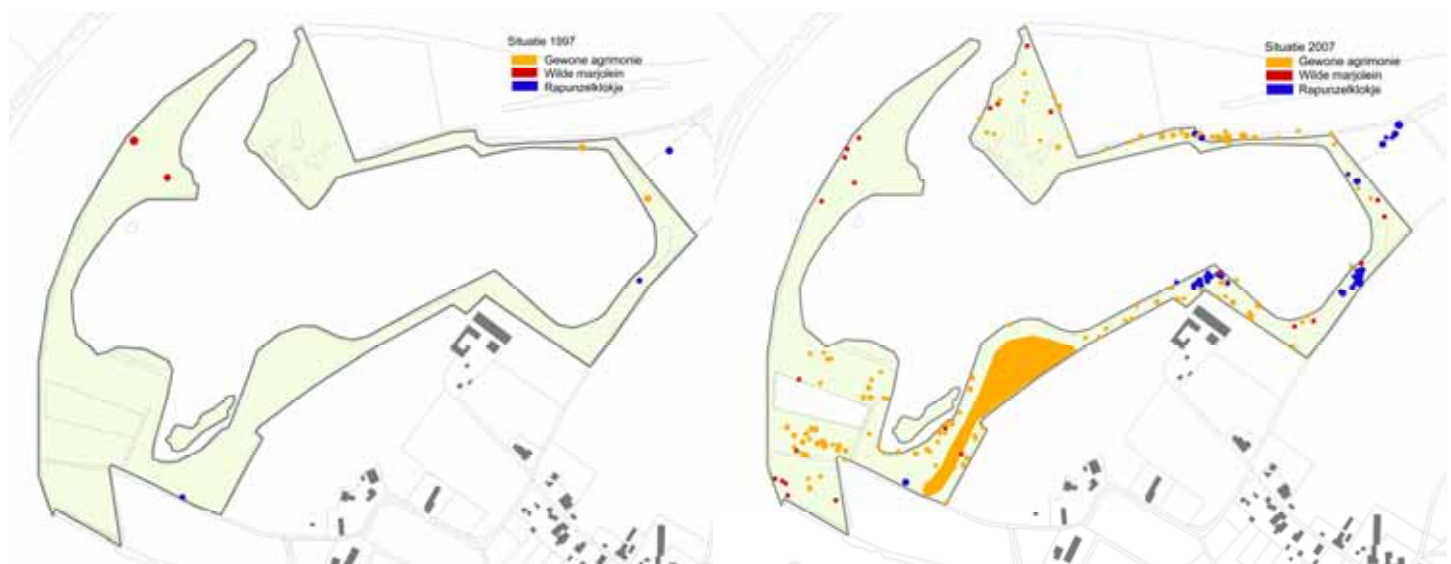 Situatie 1997
Gewone agrimonie
Wilde marjolein
Rapunzelklokje
Situatie 2007
Gewone agrimonie
Wilde marjolein
Rapunzelklokje